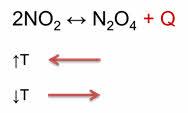 2NO₂ ↔ N₂O₄ + Q
↑T
↓T